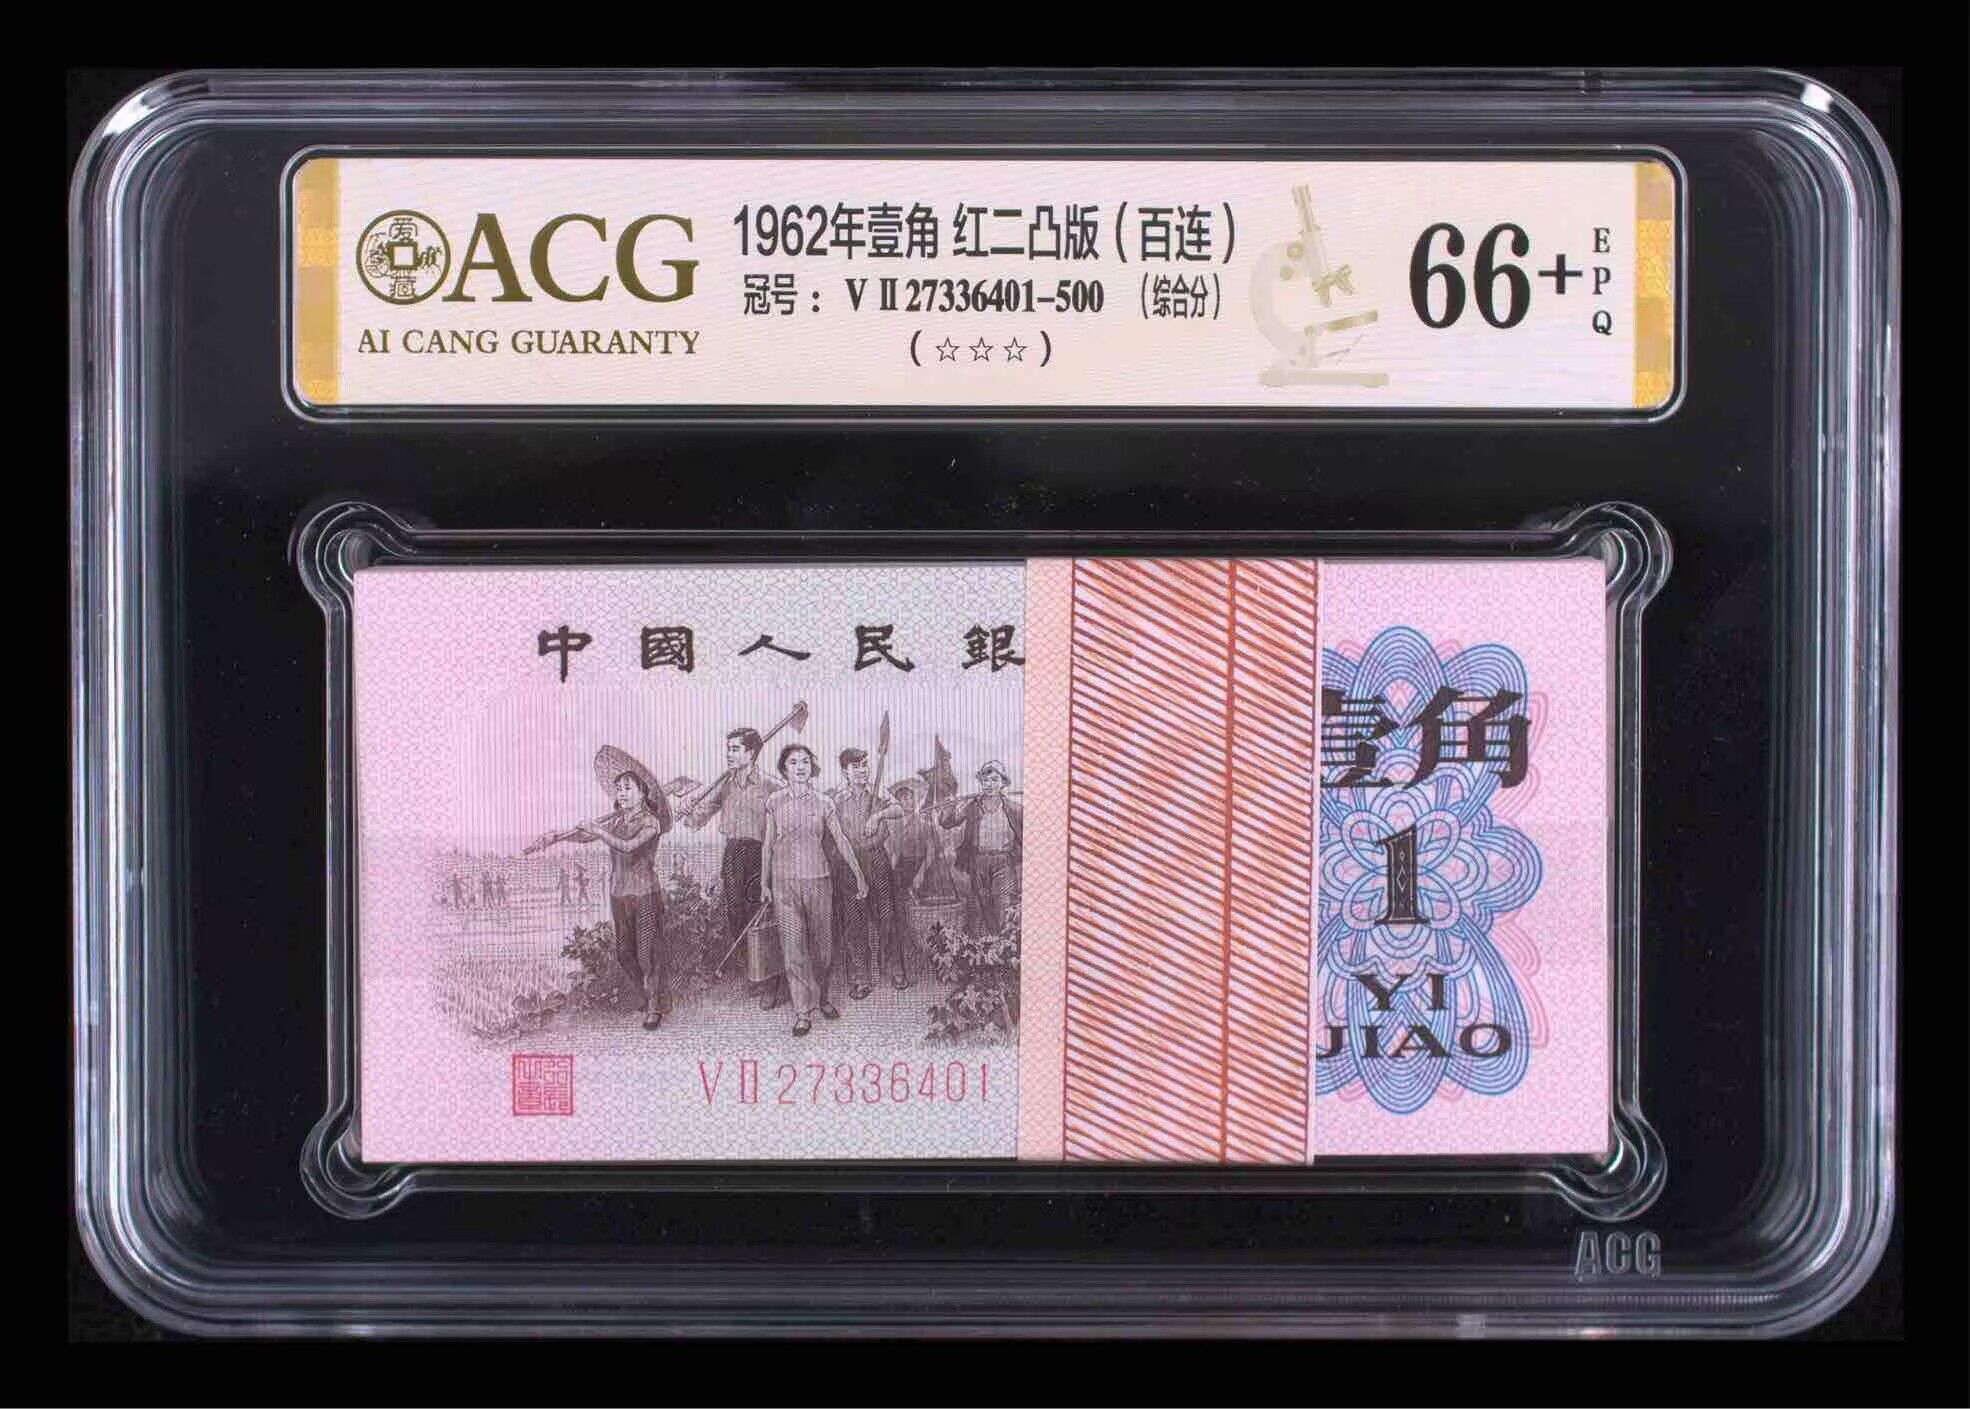 ACG
AI CANG GUARANTY
1962年壹角 红二凸版(百连)
冠号: VⅡ27336401-500 (综合分)
(☆☆☆)
66+
EPQ
中國人民銀
壹角
1
YI
JIAO
VⅡ27336401
ACG